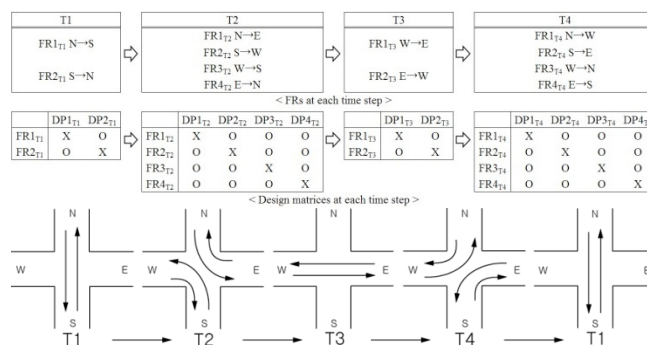 T1 T2 T3 T4
FR1T1 N→S FR1T2 N→E FR1T3 W→E FR1T4 N→W
FR2T2 S→W FR2T4 S→E
FR2T1 S→N FR3T2 W→S FR2T3 E→W FR3T4 W→N
FR4T2 E→N FR4T4 E→S
< FRs at each time step >
DP1T1 DP2T1 DP1T2 DP2T2 DP3T2 DP4T2 DP1T3 DP2T3 DP1T4 DP2T4 DP3T4 DP4T4
FR1T1 X O FR1T2 X O O O FR1T3 X O FR1T4 X O O O
FR2T1 O X FR2T2 O X O O FR2T3 O X FR2T4 O X O O
FR3T2 O O X O FR3T4 O O X O
FR4T2 O O O X FR4T4 O O O X
< Design matrices at each time step >
N N N N N
W E W E W E W E W E
S S S S S
T1 T2 T3 T4 T1